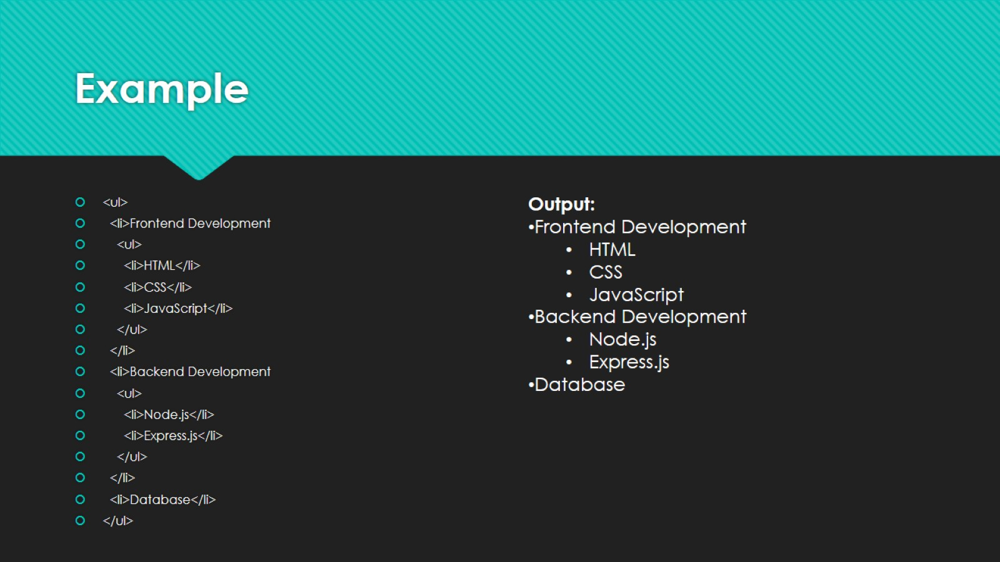 Example
<ul>
<li>Frontend Development
<ul>
<li>HTML</li>
<li>CSS</li>
<li>JavaScript</li>
</ul>
</li>
<li>Backend Development
<ul>
<li>Node.js</li>
<li>Express.js</li>
</ul>
</li>
<li>Database</li>
</ul>
Output:
•Frontend Development
• HTML
• CSS
• JavaScript
•Backend Development
• Node.js
• Express.js
•Database